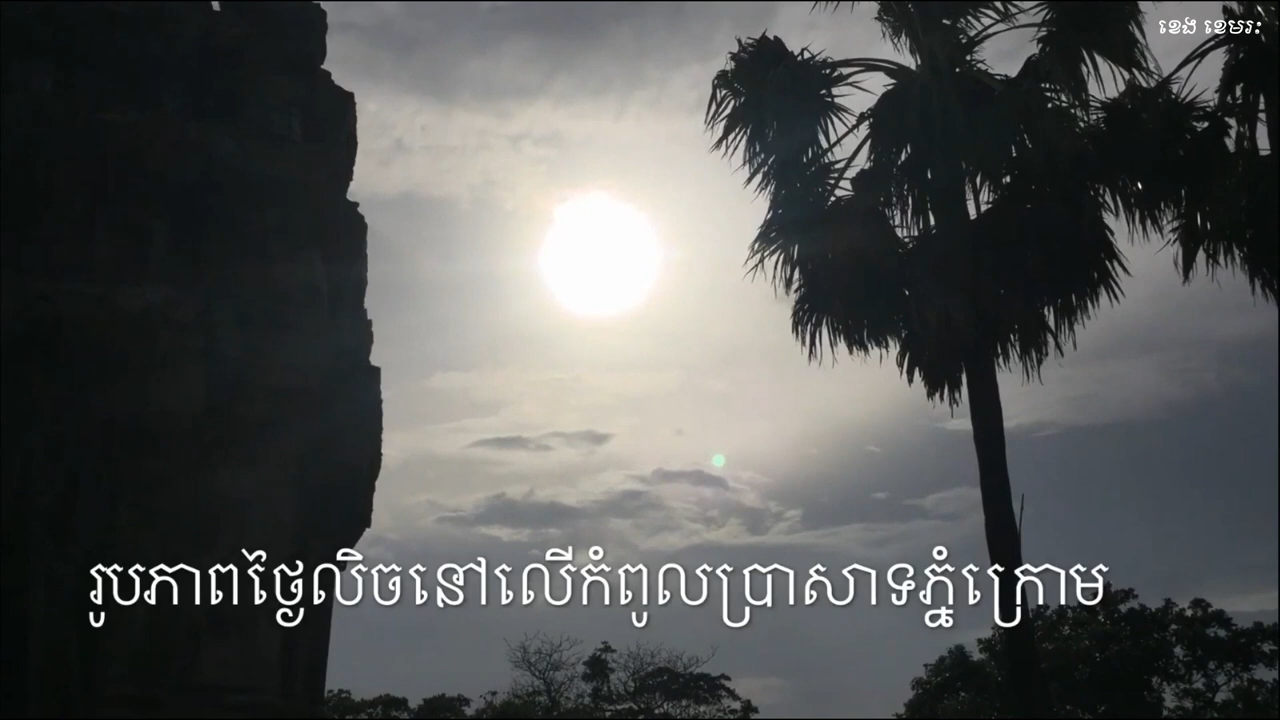 ខេង ខេមរៈ
រូបភាពថ្ងៃលិចនៅលើកំពូលប្រាសាទភ្នំក្រោម